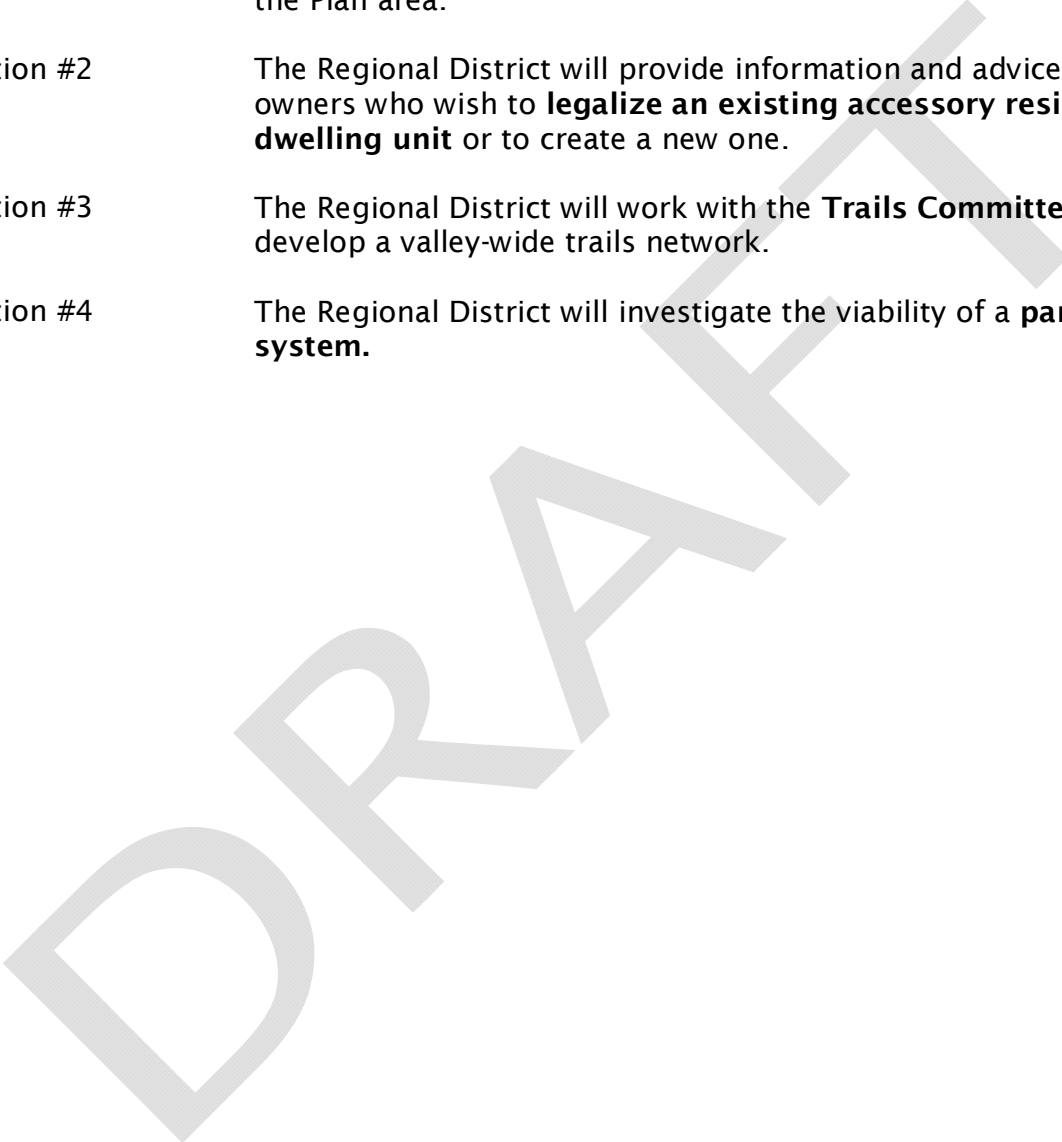 the Plan area.
tion #2 The Regional District will provide information and advice
owners who wish to legalize an existing accessory resi
dwelling unit or to create a new one.
tion #3 The Regional District will work with the Trails Committe
develop a valley-wide trails network.
tion #4 The Regional District will investigate the viability of a par
system.
DRAFT